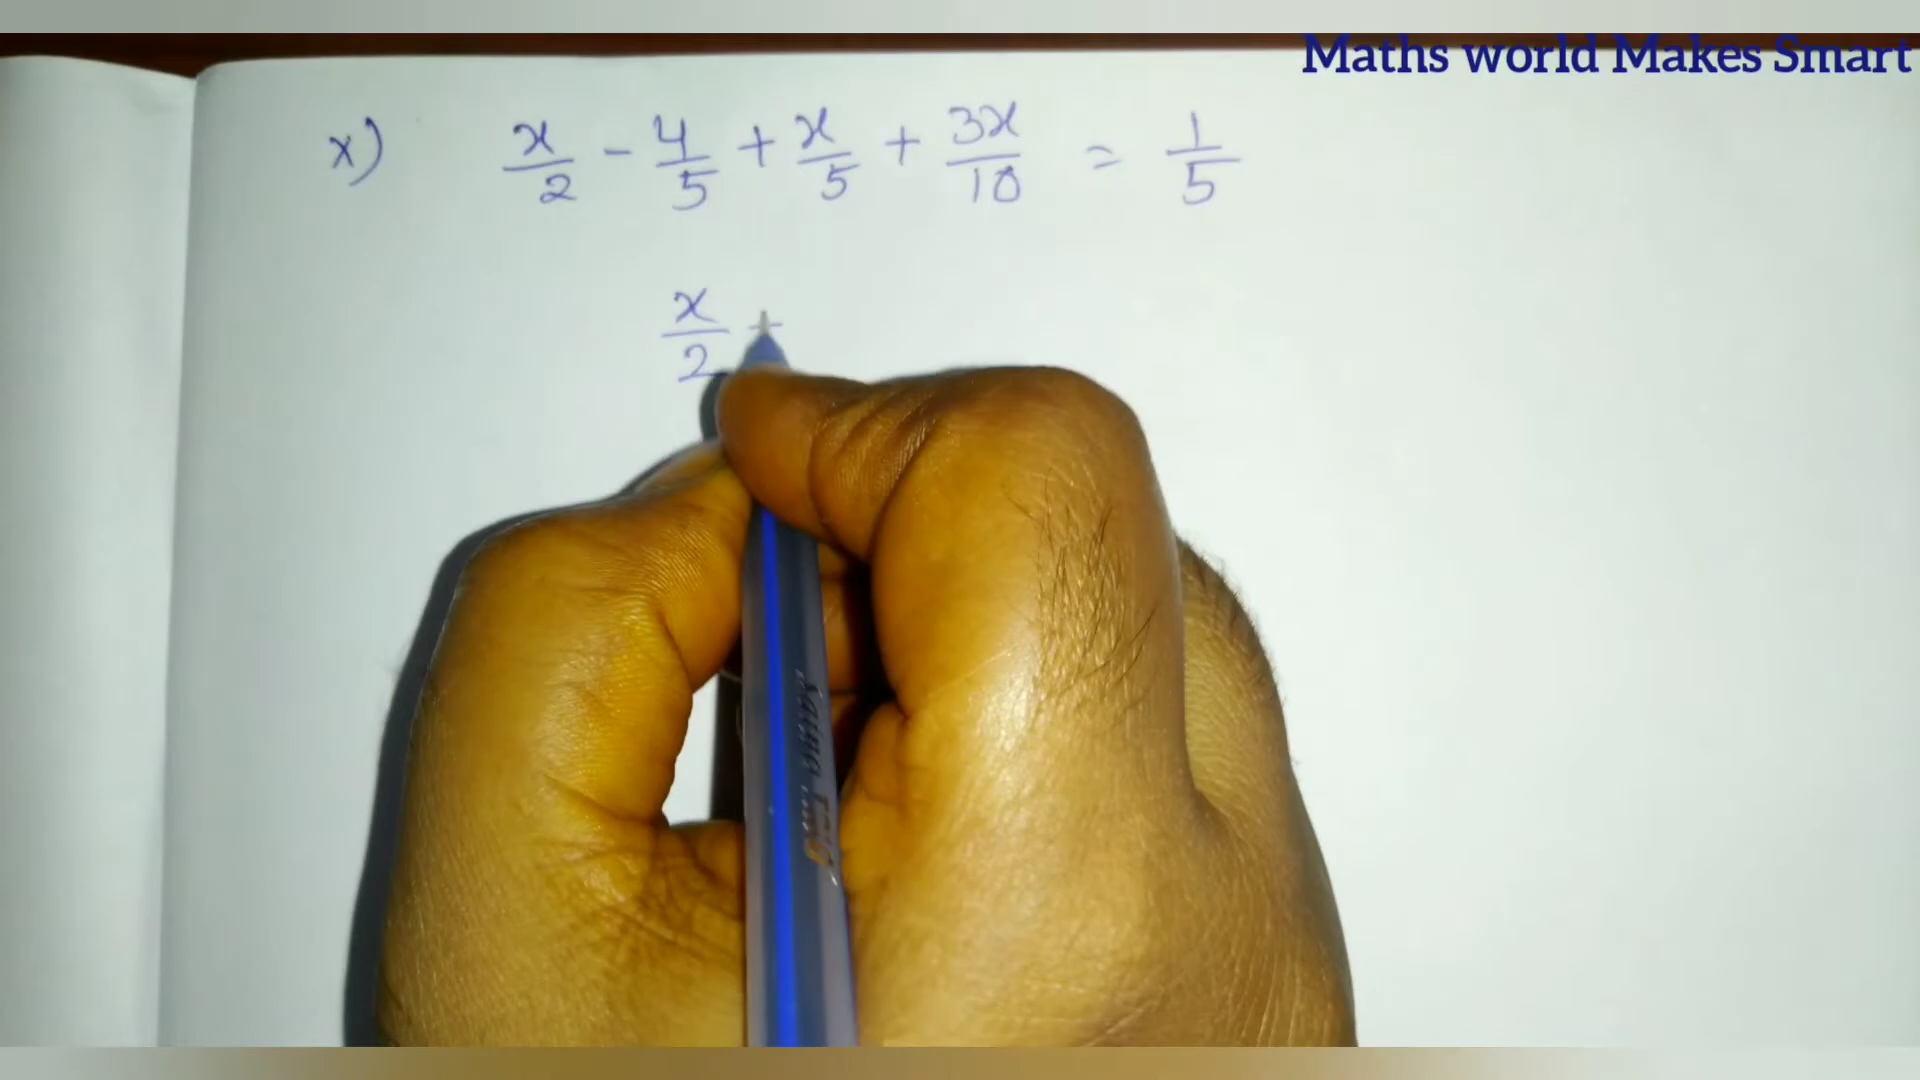 Maths world Makes Smart
x) x/2 - 4/5 + x/5 + 3x/10 = 1/5
x/2 +